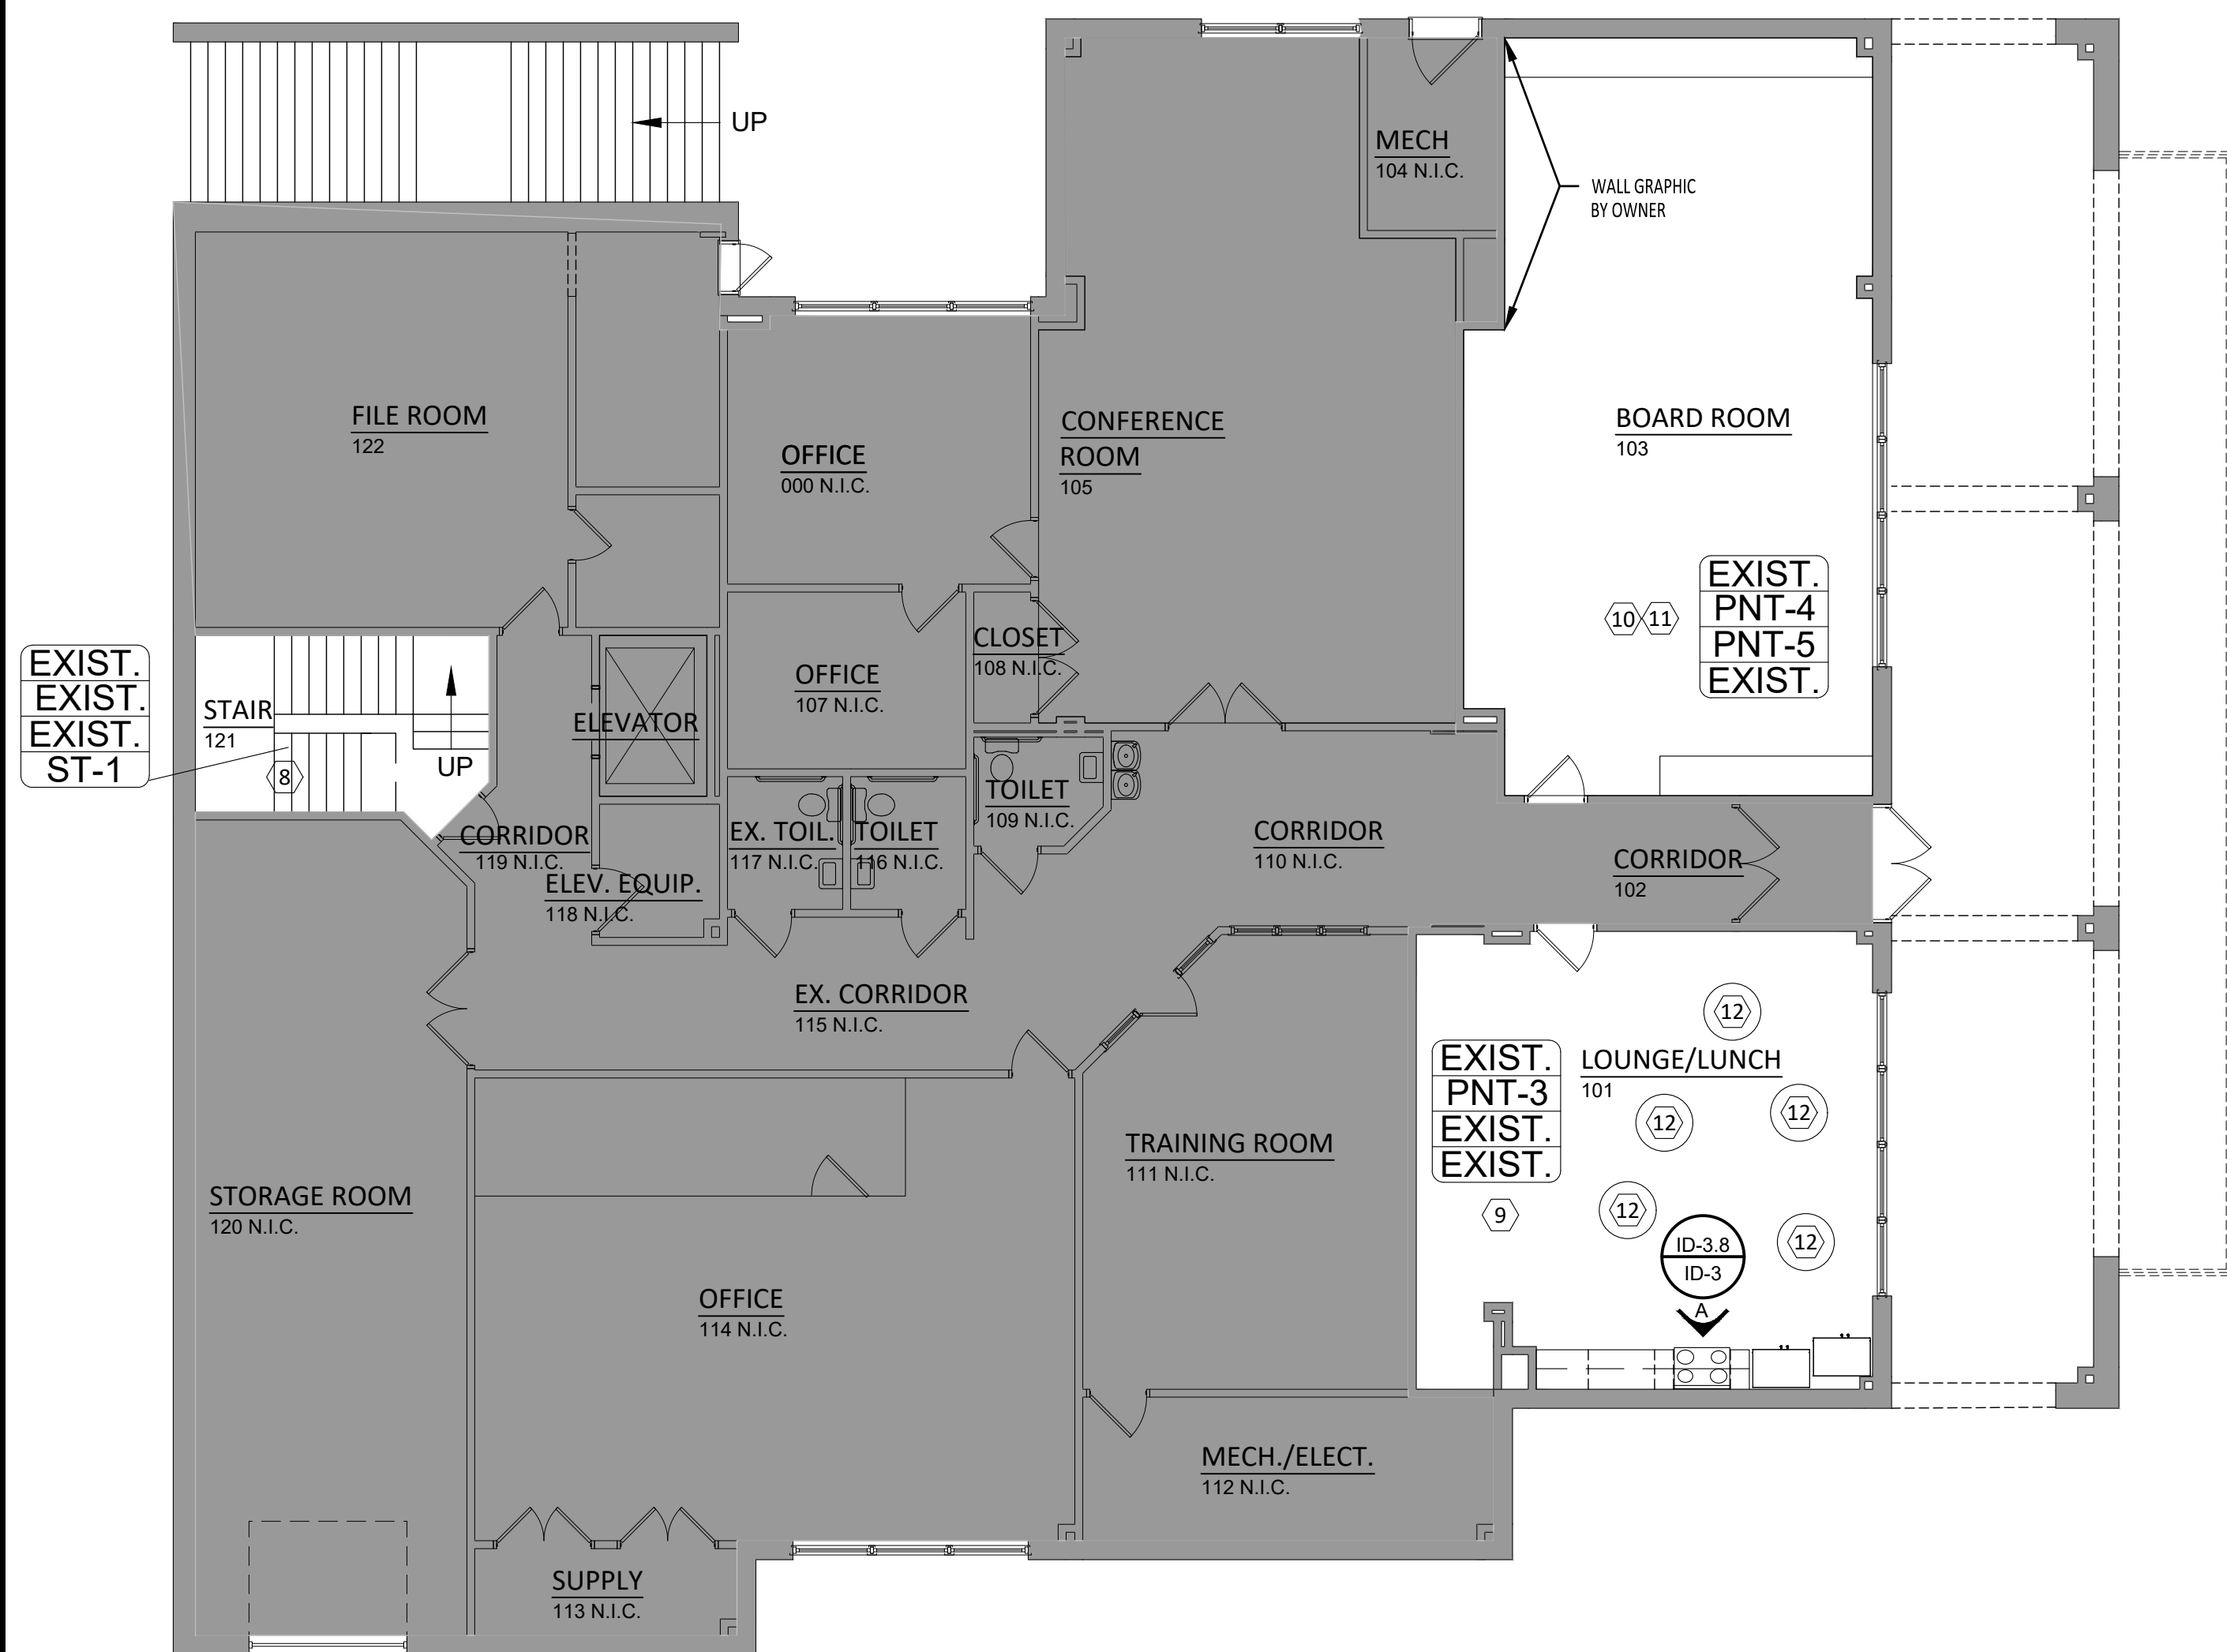 UP
MECH
104 N.I.C.
WALL GRAPHIC
BY OWNER
FILE ROOM
122
OFFICE
000 N.I.C.
CONFERENCE
ROOM
105
BOARD ROOM
103
EXIST.
PNT-4
PNT-5
EXIST.
10
11
EXIST.
EXIST.
EXIST.
ST-1
STAIR
121
8
UP
ELEVATOR
OFFICE
107 N.I.C.
CLOSET
108 N.I.C.
TOILET
109 N.I.C.
CORRIDOR
119 N.I.C.
ELEV. EQUIP.
118 N.I.C.
EX. TOIL.
117 N.I.C.
TOILET
116 N.I.C.
CORRIDOR
110 N.I.C.
CORRIDOR
102
EX. CORRIDOR
115 N.I.C.
12
EXIST.
PNT-3
EXIST.
EXIST.
LOUNGE/LUNCH
101
12
12
TRAINING ROOM
111 N.I.C.
STORAGE ROOM
120 N.I.C.
9
12
12
ID-3.8
ID-3
A
OFFICE
114 N.I.C.
MECH./ELECT.
112 N.I.C.
SUPPLY
113 N.I.C.